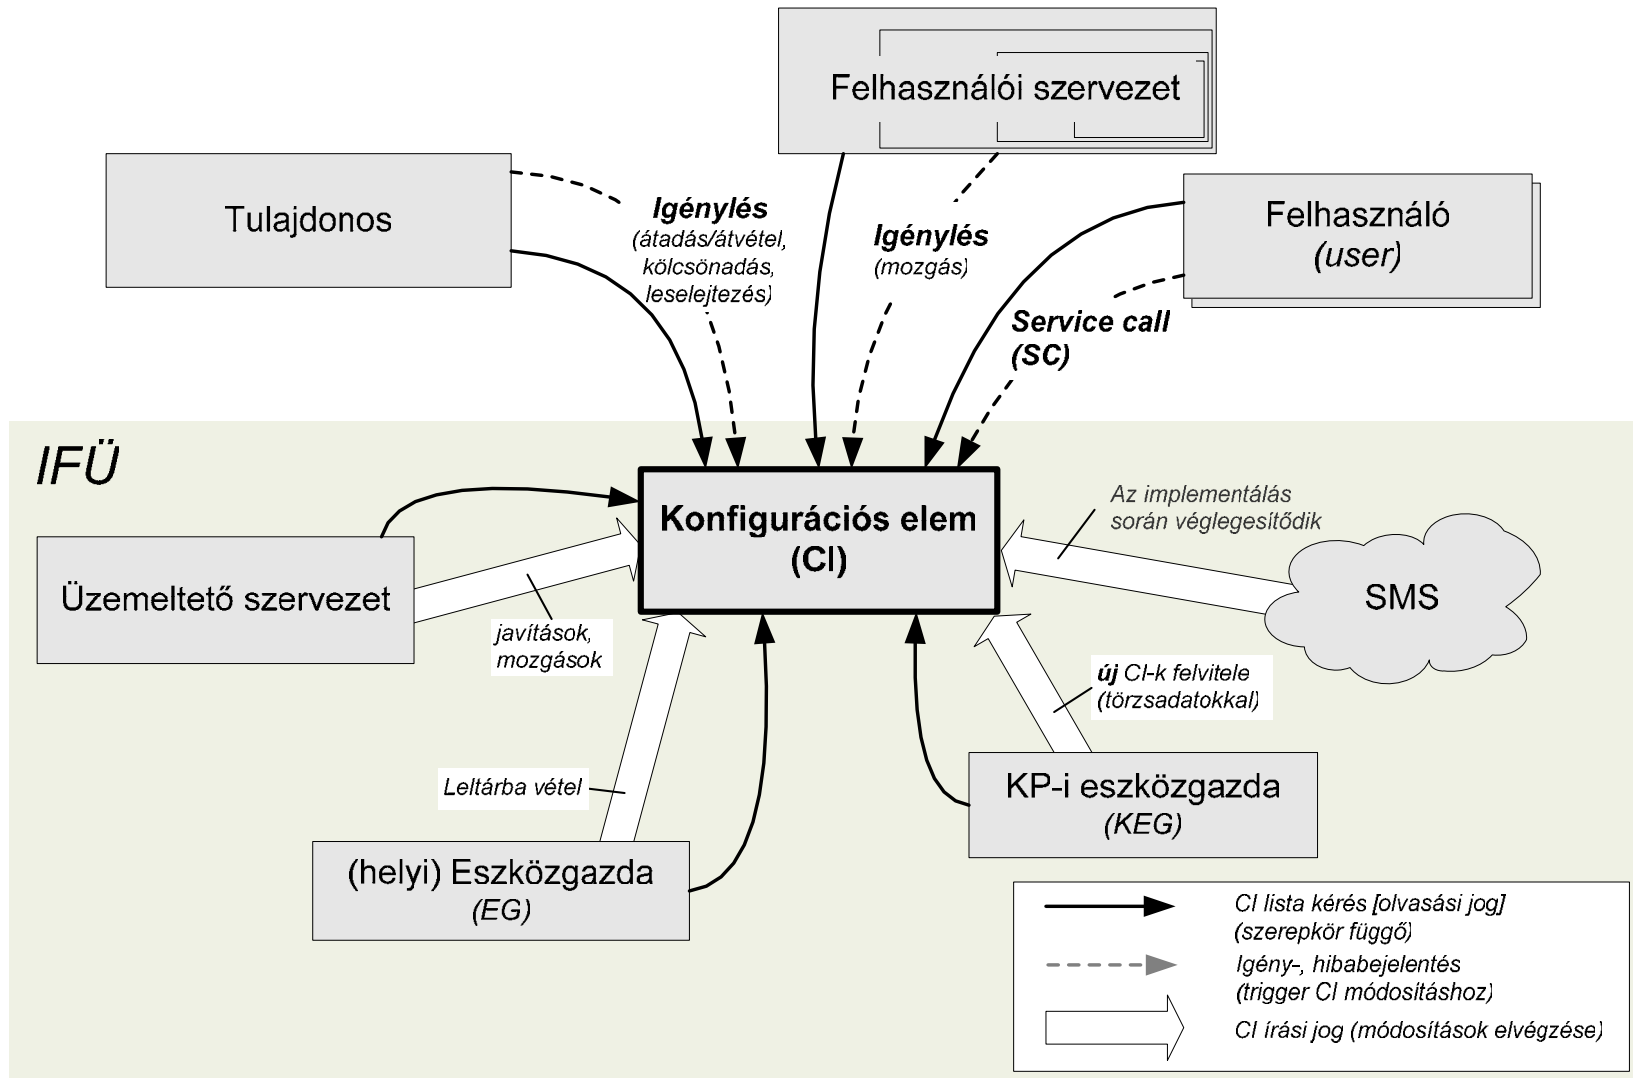 Felhasználói szervezet
Tulajdonos
Igénylés
(átadás/átvétel,
kölcsönadás,
leselejtezés)
Igénylés
(mozgás)
Felhasználó
(user)
Service call
(SC)
IFÜ
Konfigurációs elem
(CI)
Az implementálás
során véglegesítődik
Üzemeltető szervezet
SMS
javítások,
mozgások
új CI-k felvitele
(törzsadatokkal)
Leltárba vétel
KP-i eszközgazda
(KEG)
(helyi) Eszközgazda
(EG)
CI lista kérés [olvasási jog]
(szerepkör függő)
Igény-, hibabejelentés
(trigger CI módosításhoz)
CI írási jog (módosítások elvégzése)